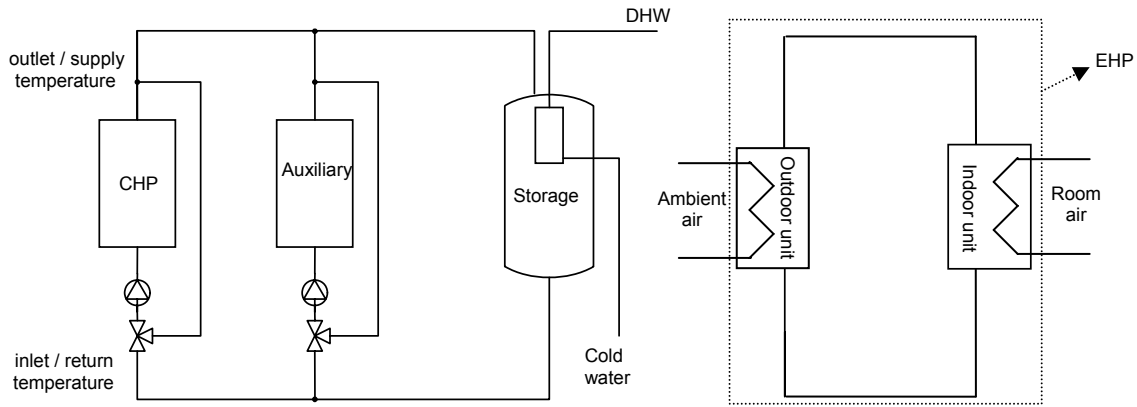 DHW
outlet / supply
temperature
EHP
CHP
Auxiliary
Storage
Outdoor unit
Indoor unit
Ambient
air
Room
air
inlet / return
temperature
Cold
water